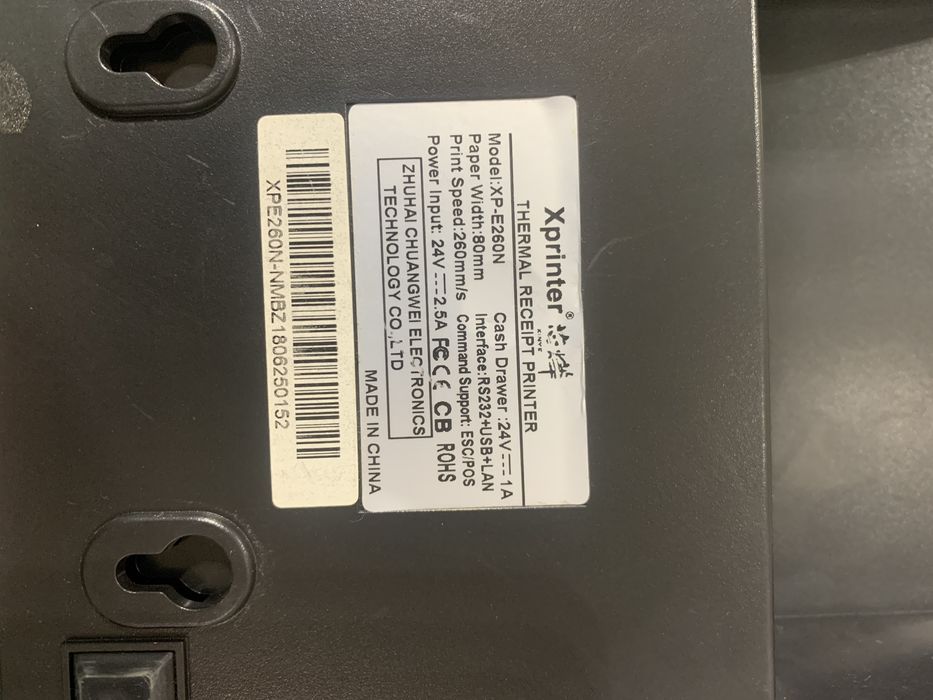 Xprinter®
XINYE
THERMAL RECEIPT PRINTER
Model:XP-E260N Cash Drawer :24V⎓1A
Paper Width:80mm Interface:RS232+USB+LAN
Print Speed:260mm/s Command Support: ESC/POS
Power Input: 24V⎓2.5A FC CE CB ROHS
ZHUHAI CHUANGWEI ELECTRONICS
TECHNOLOGY CO.,LTD
MADE IN CHINA
XPE260N-NMBZ1806250152